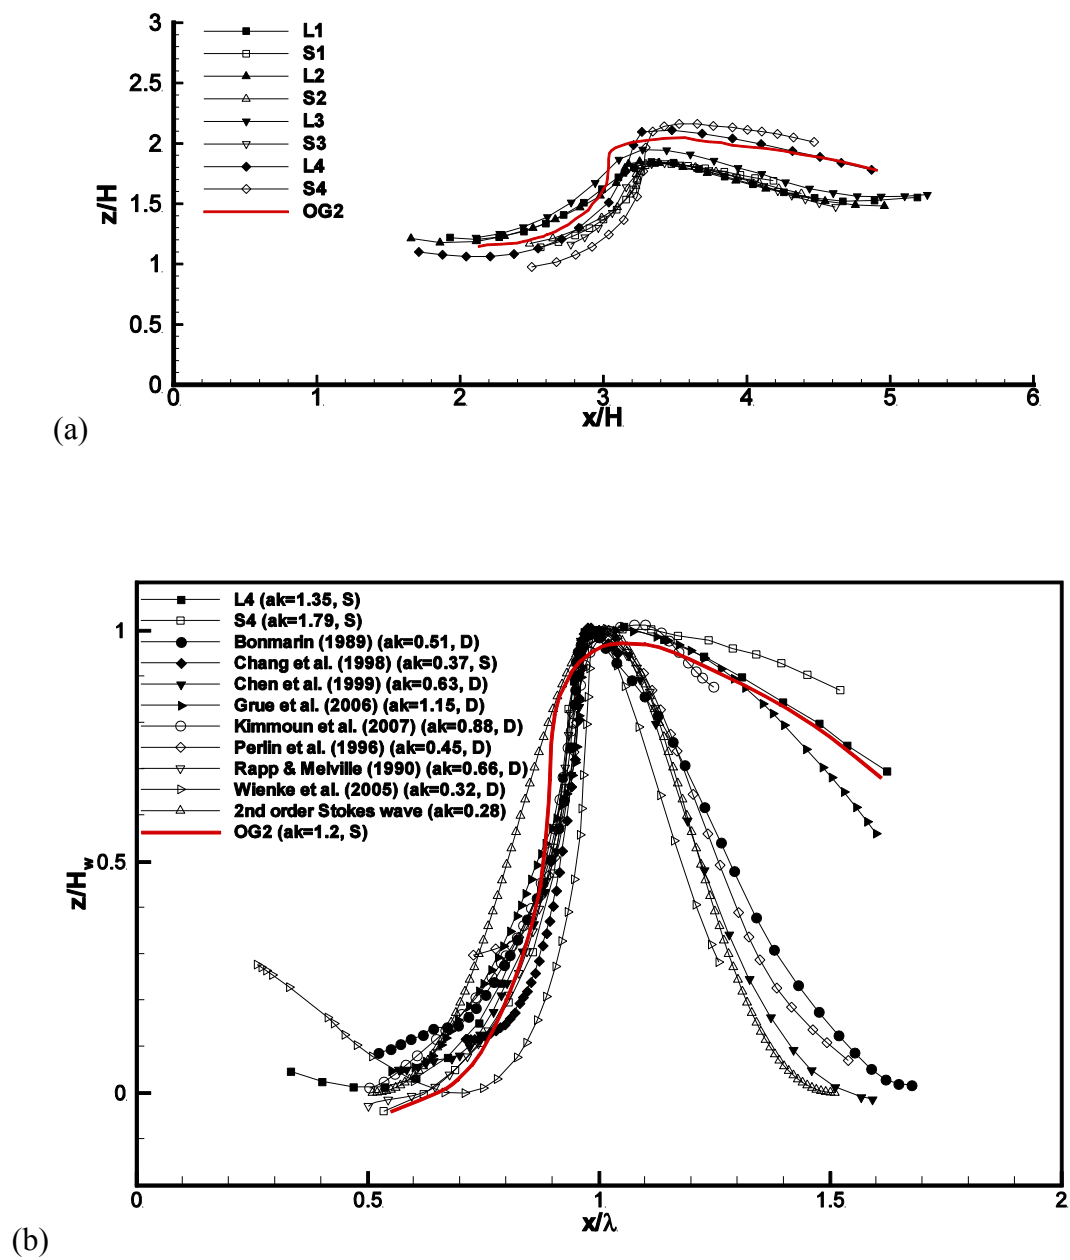 3
2.5
2
1.5
1
0.5
0
z/H
L1
S1
L2
S2
L3
S3
L4
S4
OG2
0 1 2 3 4 5 6
x/H
(a)
1
0.5
0
z/Hw
L4 (ak=1.35, S)
S4 (ak=1.79, S)
Bonmarin (1989) (ak=0.51, D)
Chang et al. (1998) (ak=0.37, S)
Chen et al. (1999) (ak=0.63, D)
Grue et al. (2006) (ak=1.15, D)
Kimmoun et al. (2007) (ak=0.88, D)
Perlin et al. (1996) (ak=0.45, D)
Rapp & Melville (1990) (ak=0.66, D)
Wienke et al. (2005) (ak=0.32, D)
2nd order Stokes wave (ak=0.28)
OG2 (ak=1.2, S)
0 0.5 1 1.5 2
x/λ
(b)